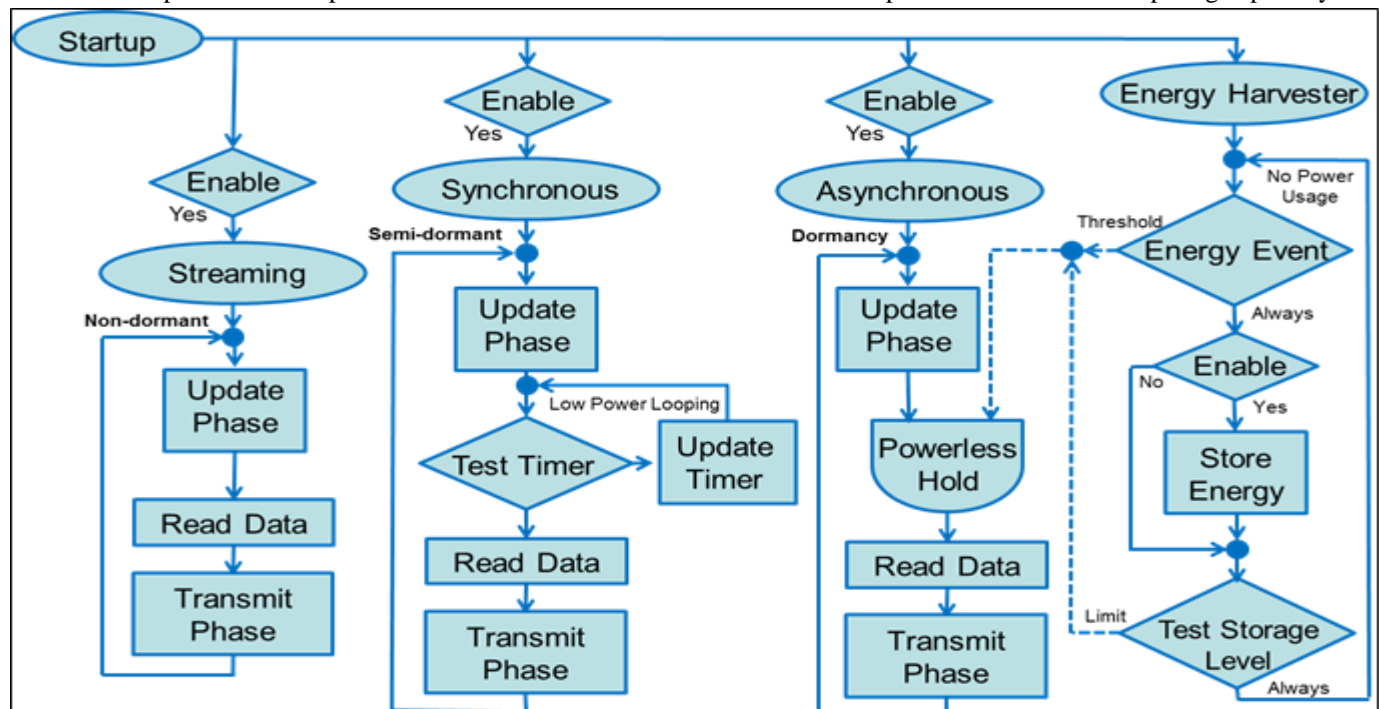 Startup
Enable
Yes
Streaming
Non-dormant
Update
Phase
Read Data
Transmit
Phase
Enable
Yes
Synchronous
Semi-dormant
Update
Phase
Low Power Looping
Test Timer
Update
Timer
Read Data
Transmit
Phase
Enable
Yes
Asynchronous
Dormancy
Update
Phase
Powerless
Hold
Read Data
Transmit
Phase
Energy Harvester
No Power
Usage
Threshold
Energy Event
Always
Enable
No
Yes
Store
Energy
Limit
Test Storage
Level
Always